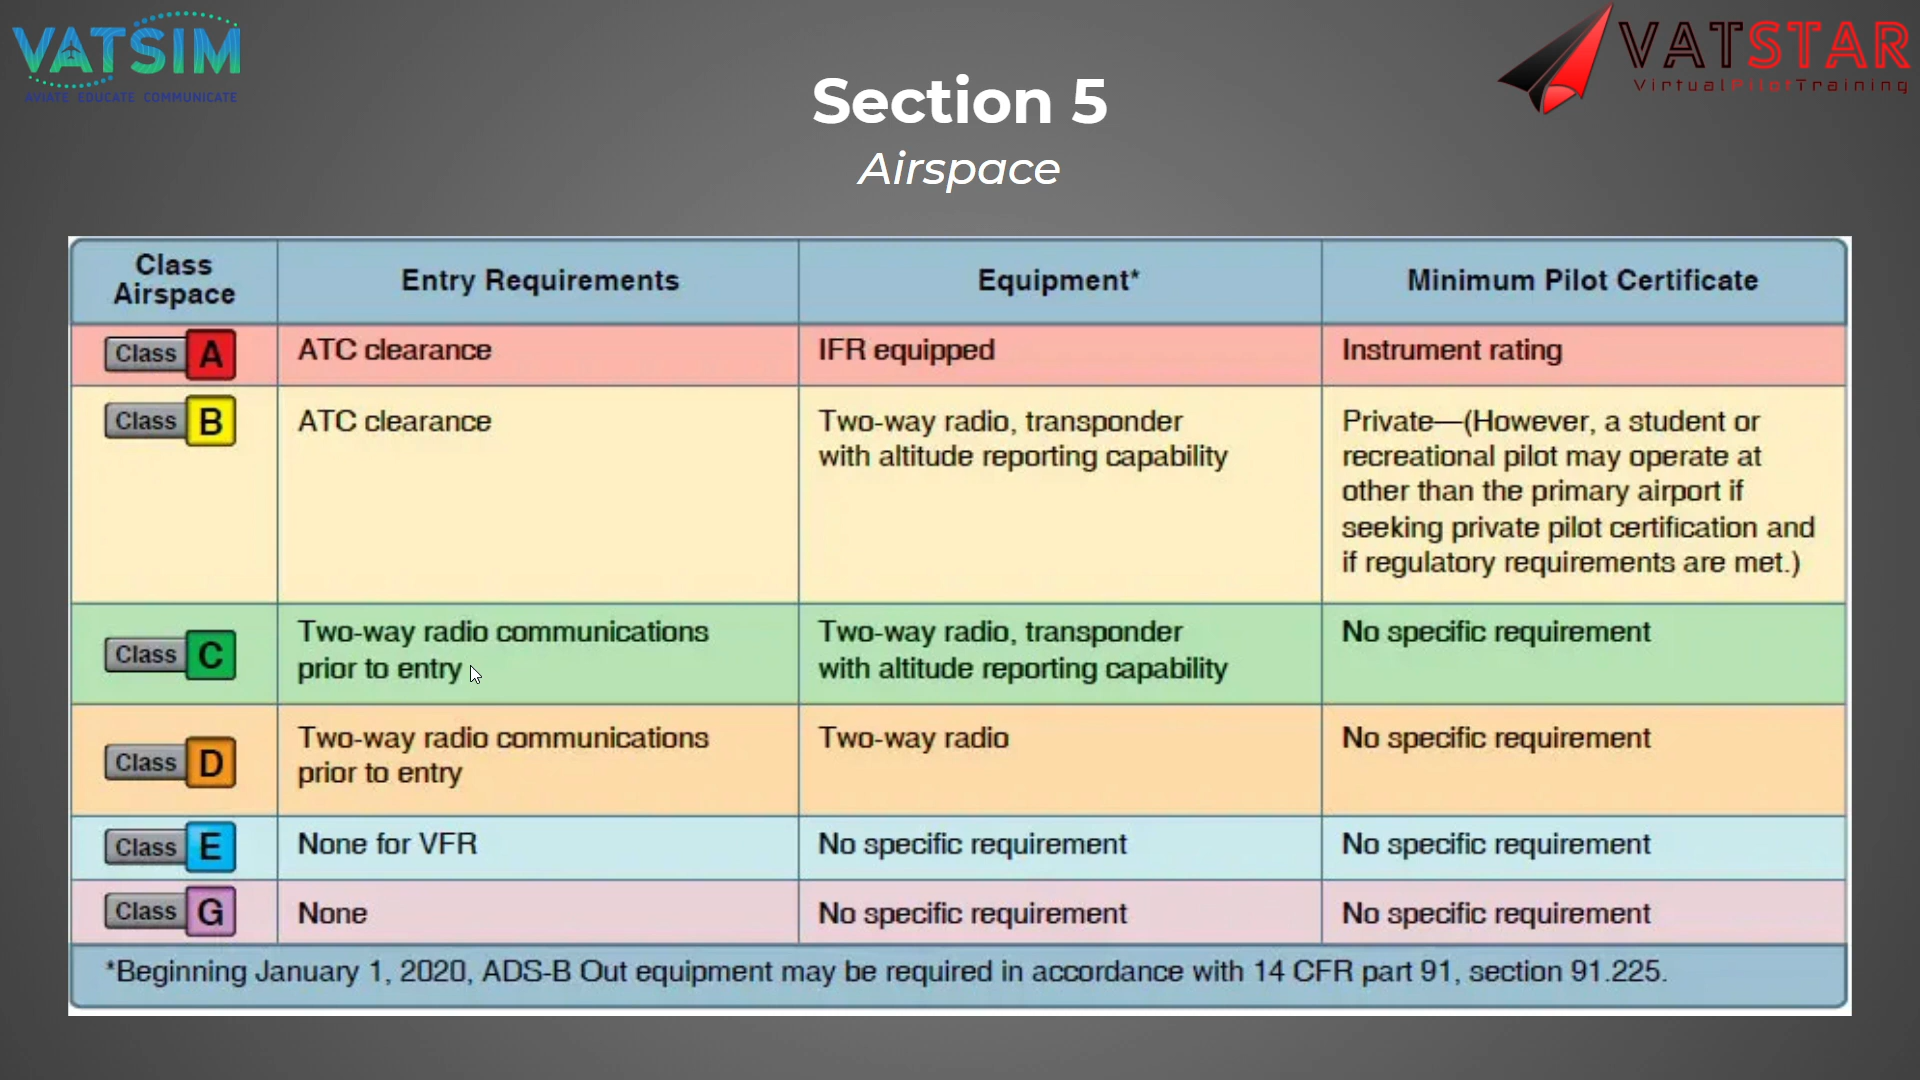 VATSIM
AVIATE EDUCATE COMMUNICATE
VATSTAR
VirtualPilotTraining
Section 5
Airspace
Class
Airspace
Entry Requirements
Equipment*
Minimum Pilot Certificate
Class A
ATC clearance
IFR equipped
Instrument rating
Class B
ATC clearance
Two-way radio, transponder
with altitude reporting capability
Private—(However, a student or
recreational pilot may operate at
other than the primary airport if
seeking private pilot certification and
if regulatory requirements are met.)
Class C
Two-way radio communications
prior to entry
Two-way radio, transponder
with altitude reporting capability
No specific requirement
Class D
Two-way radio communications
prior to entry
Two-way radio
No specific requirement
Class E
None for VFR
No specific requirement
No specific requirement
Class G
None
No specific requirement
No specific requirement
*Beginning January 1, 2020, ADS-B Out equipment may be required in accordance with 14 CFR part 91, section 91.225.